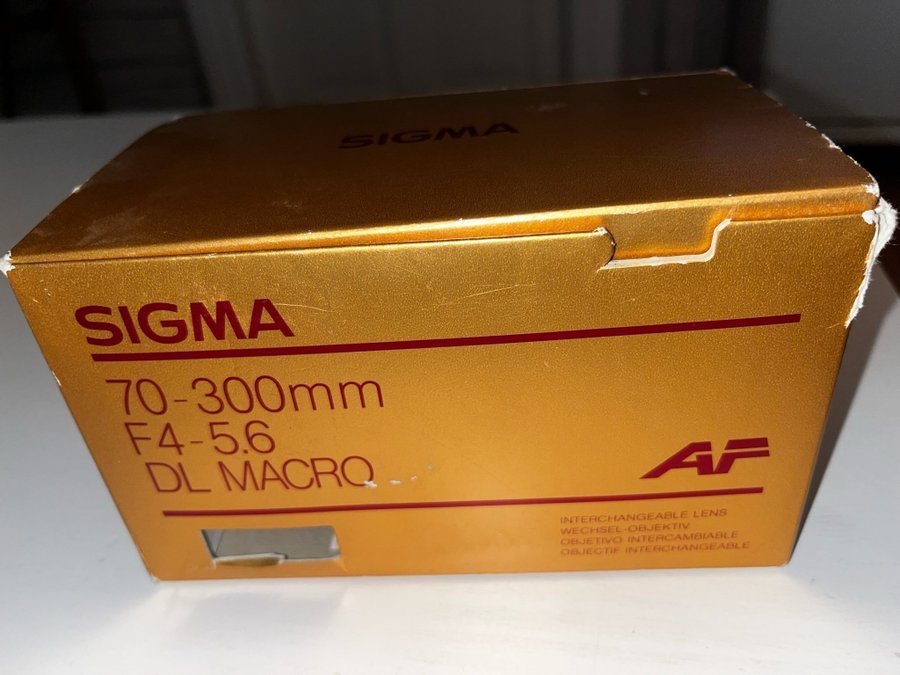 SIGMA
SIGMA
70-300mm
F4-5.6
DL MACRO
AF
INTERCHANGEABLE LENS
WECHSEL-OBJEKTIV
OBJETIVO INTERCAMBIABLE
OBJECTIF INTERCHANGEABLE